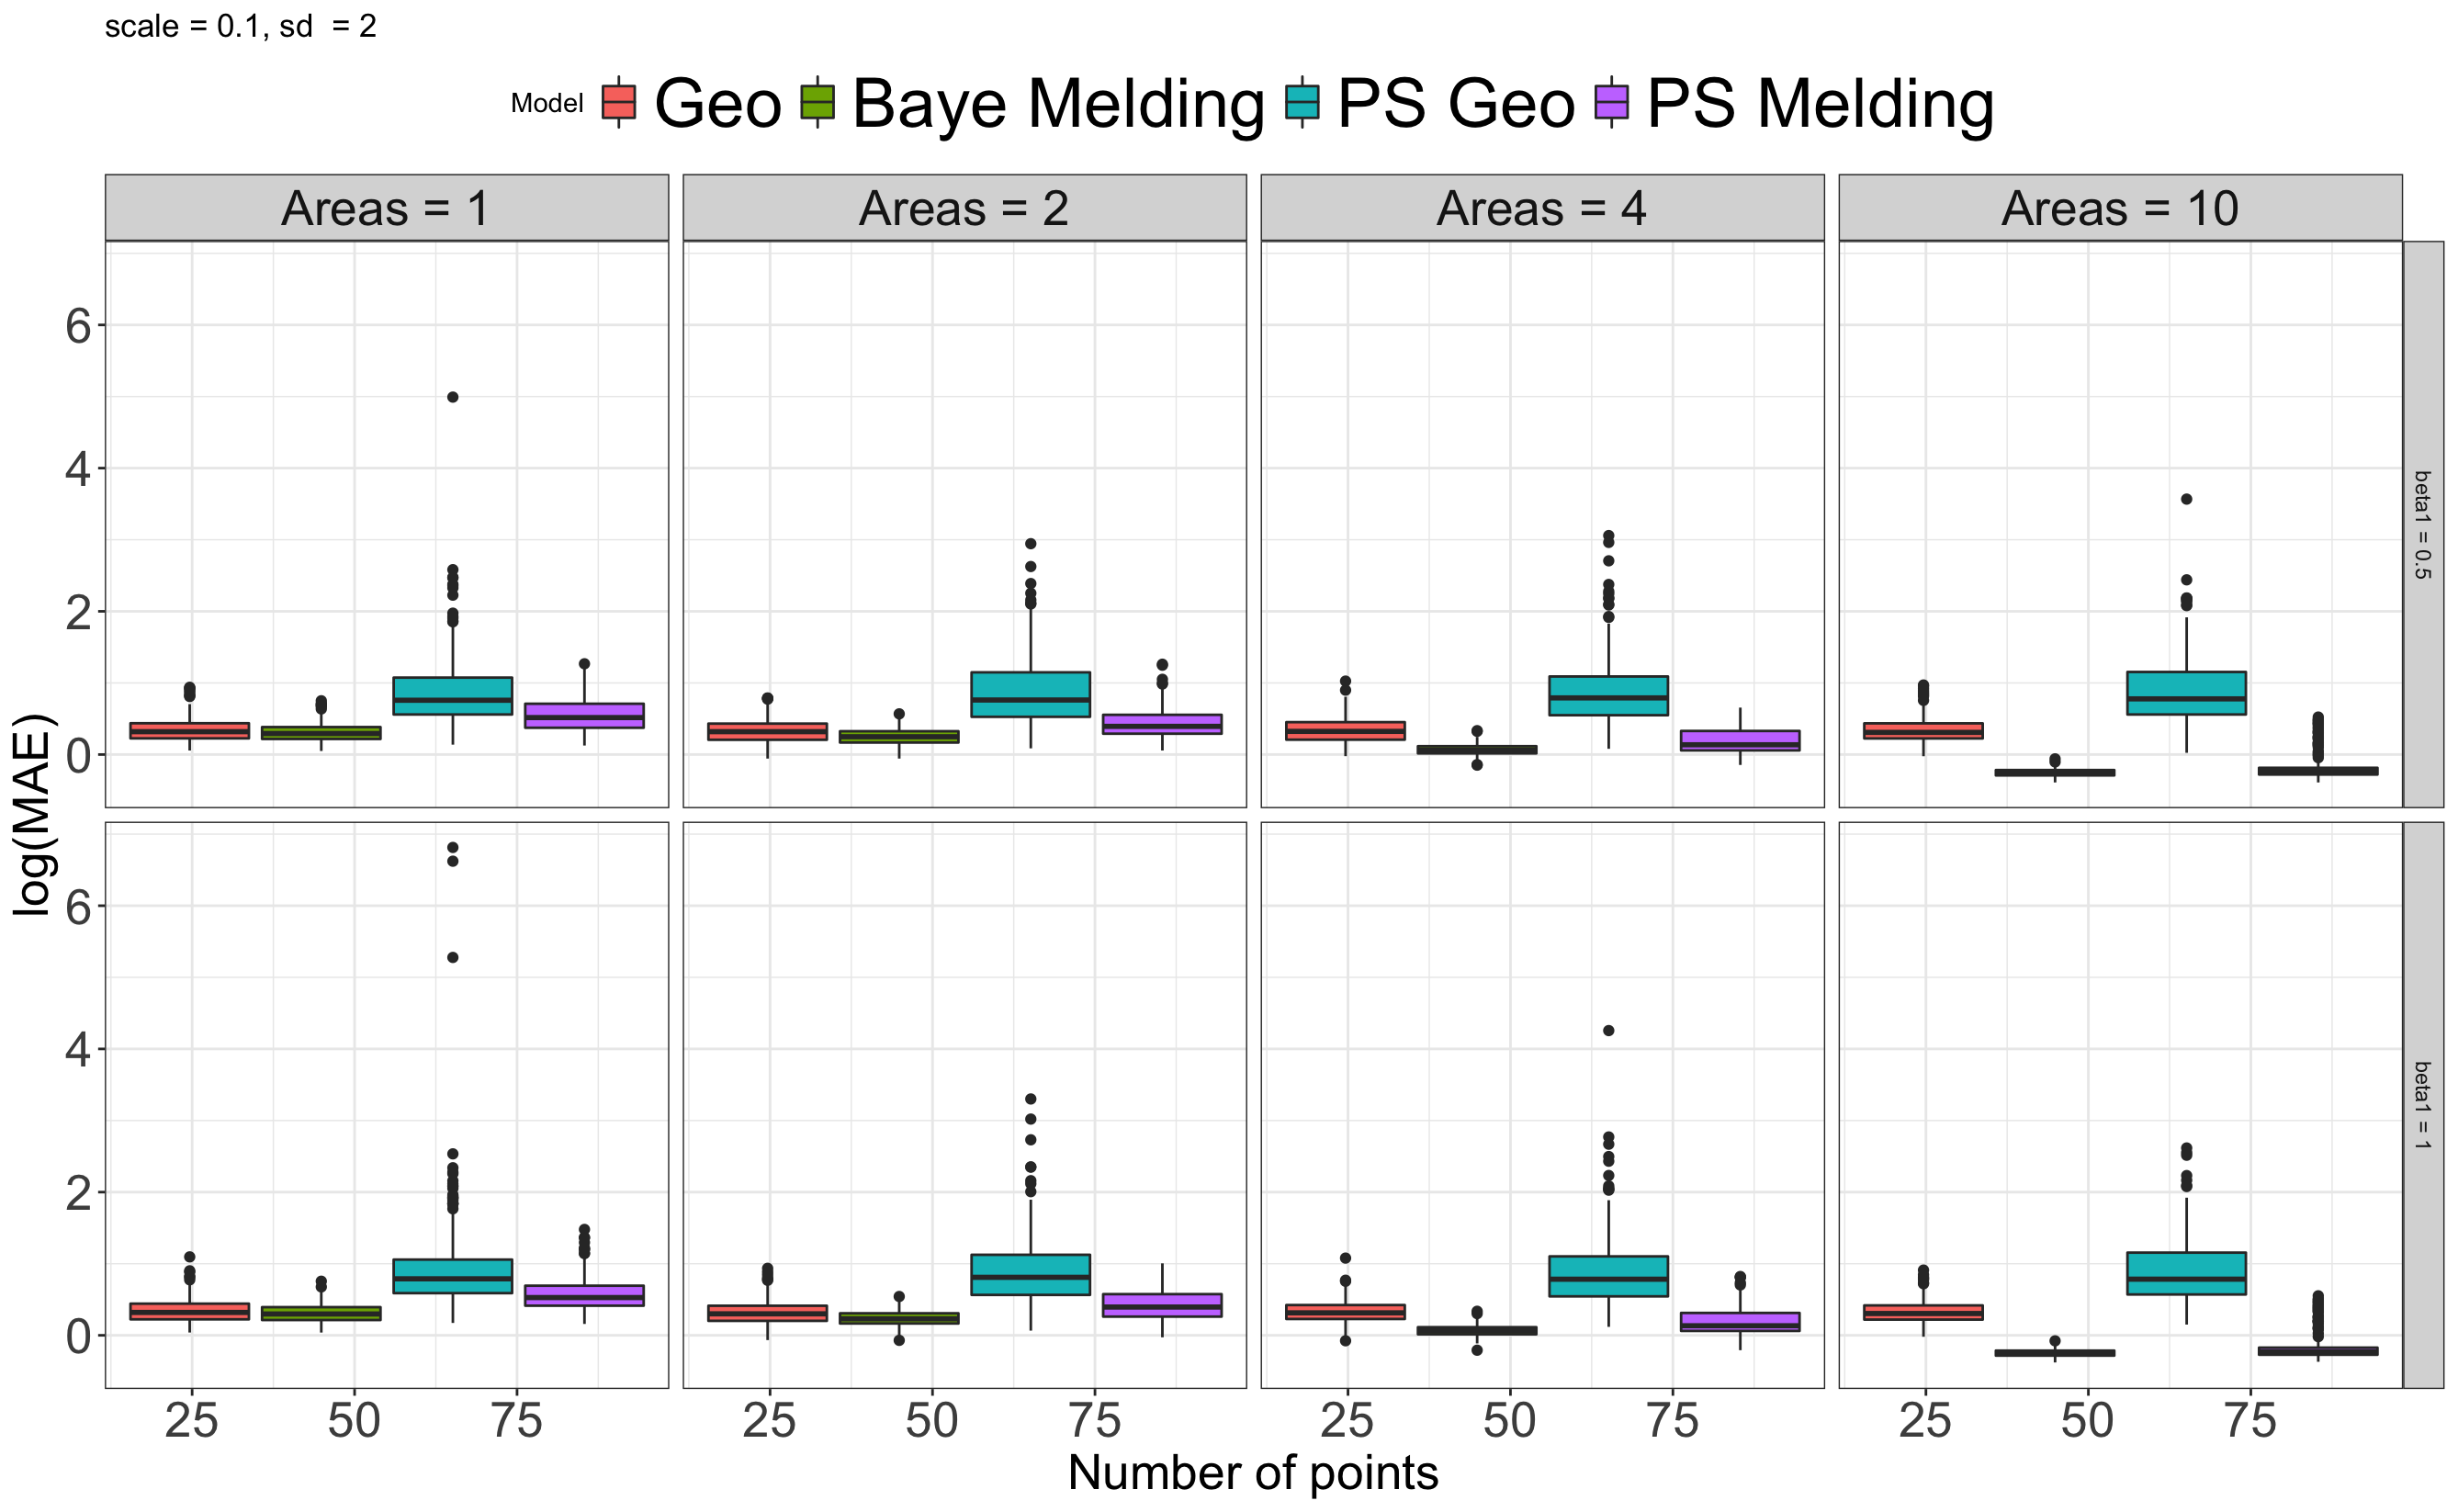 scale = 0.1, sd  = 2
Model Geo Baye Melding PS Geo PS Melding
Areas = 1 Areas = 2 Areas = 4 Areas = 10
log(MAE)
6
4
2
0
beta1 = 0.5
6
4
2
0
beta1 = 1
25 50 75 25 50 75 25 50 75 25 50 75
Number of points